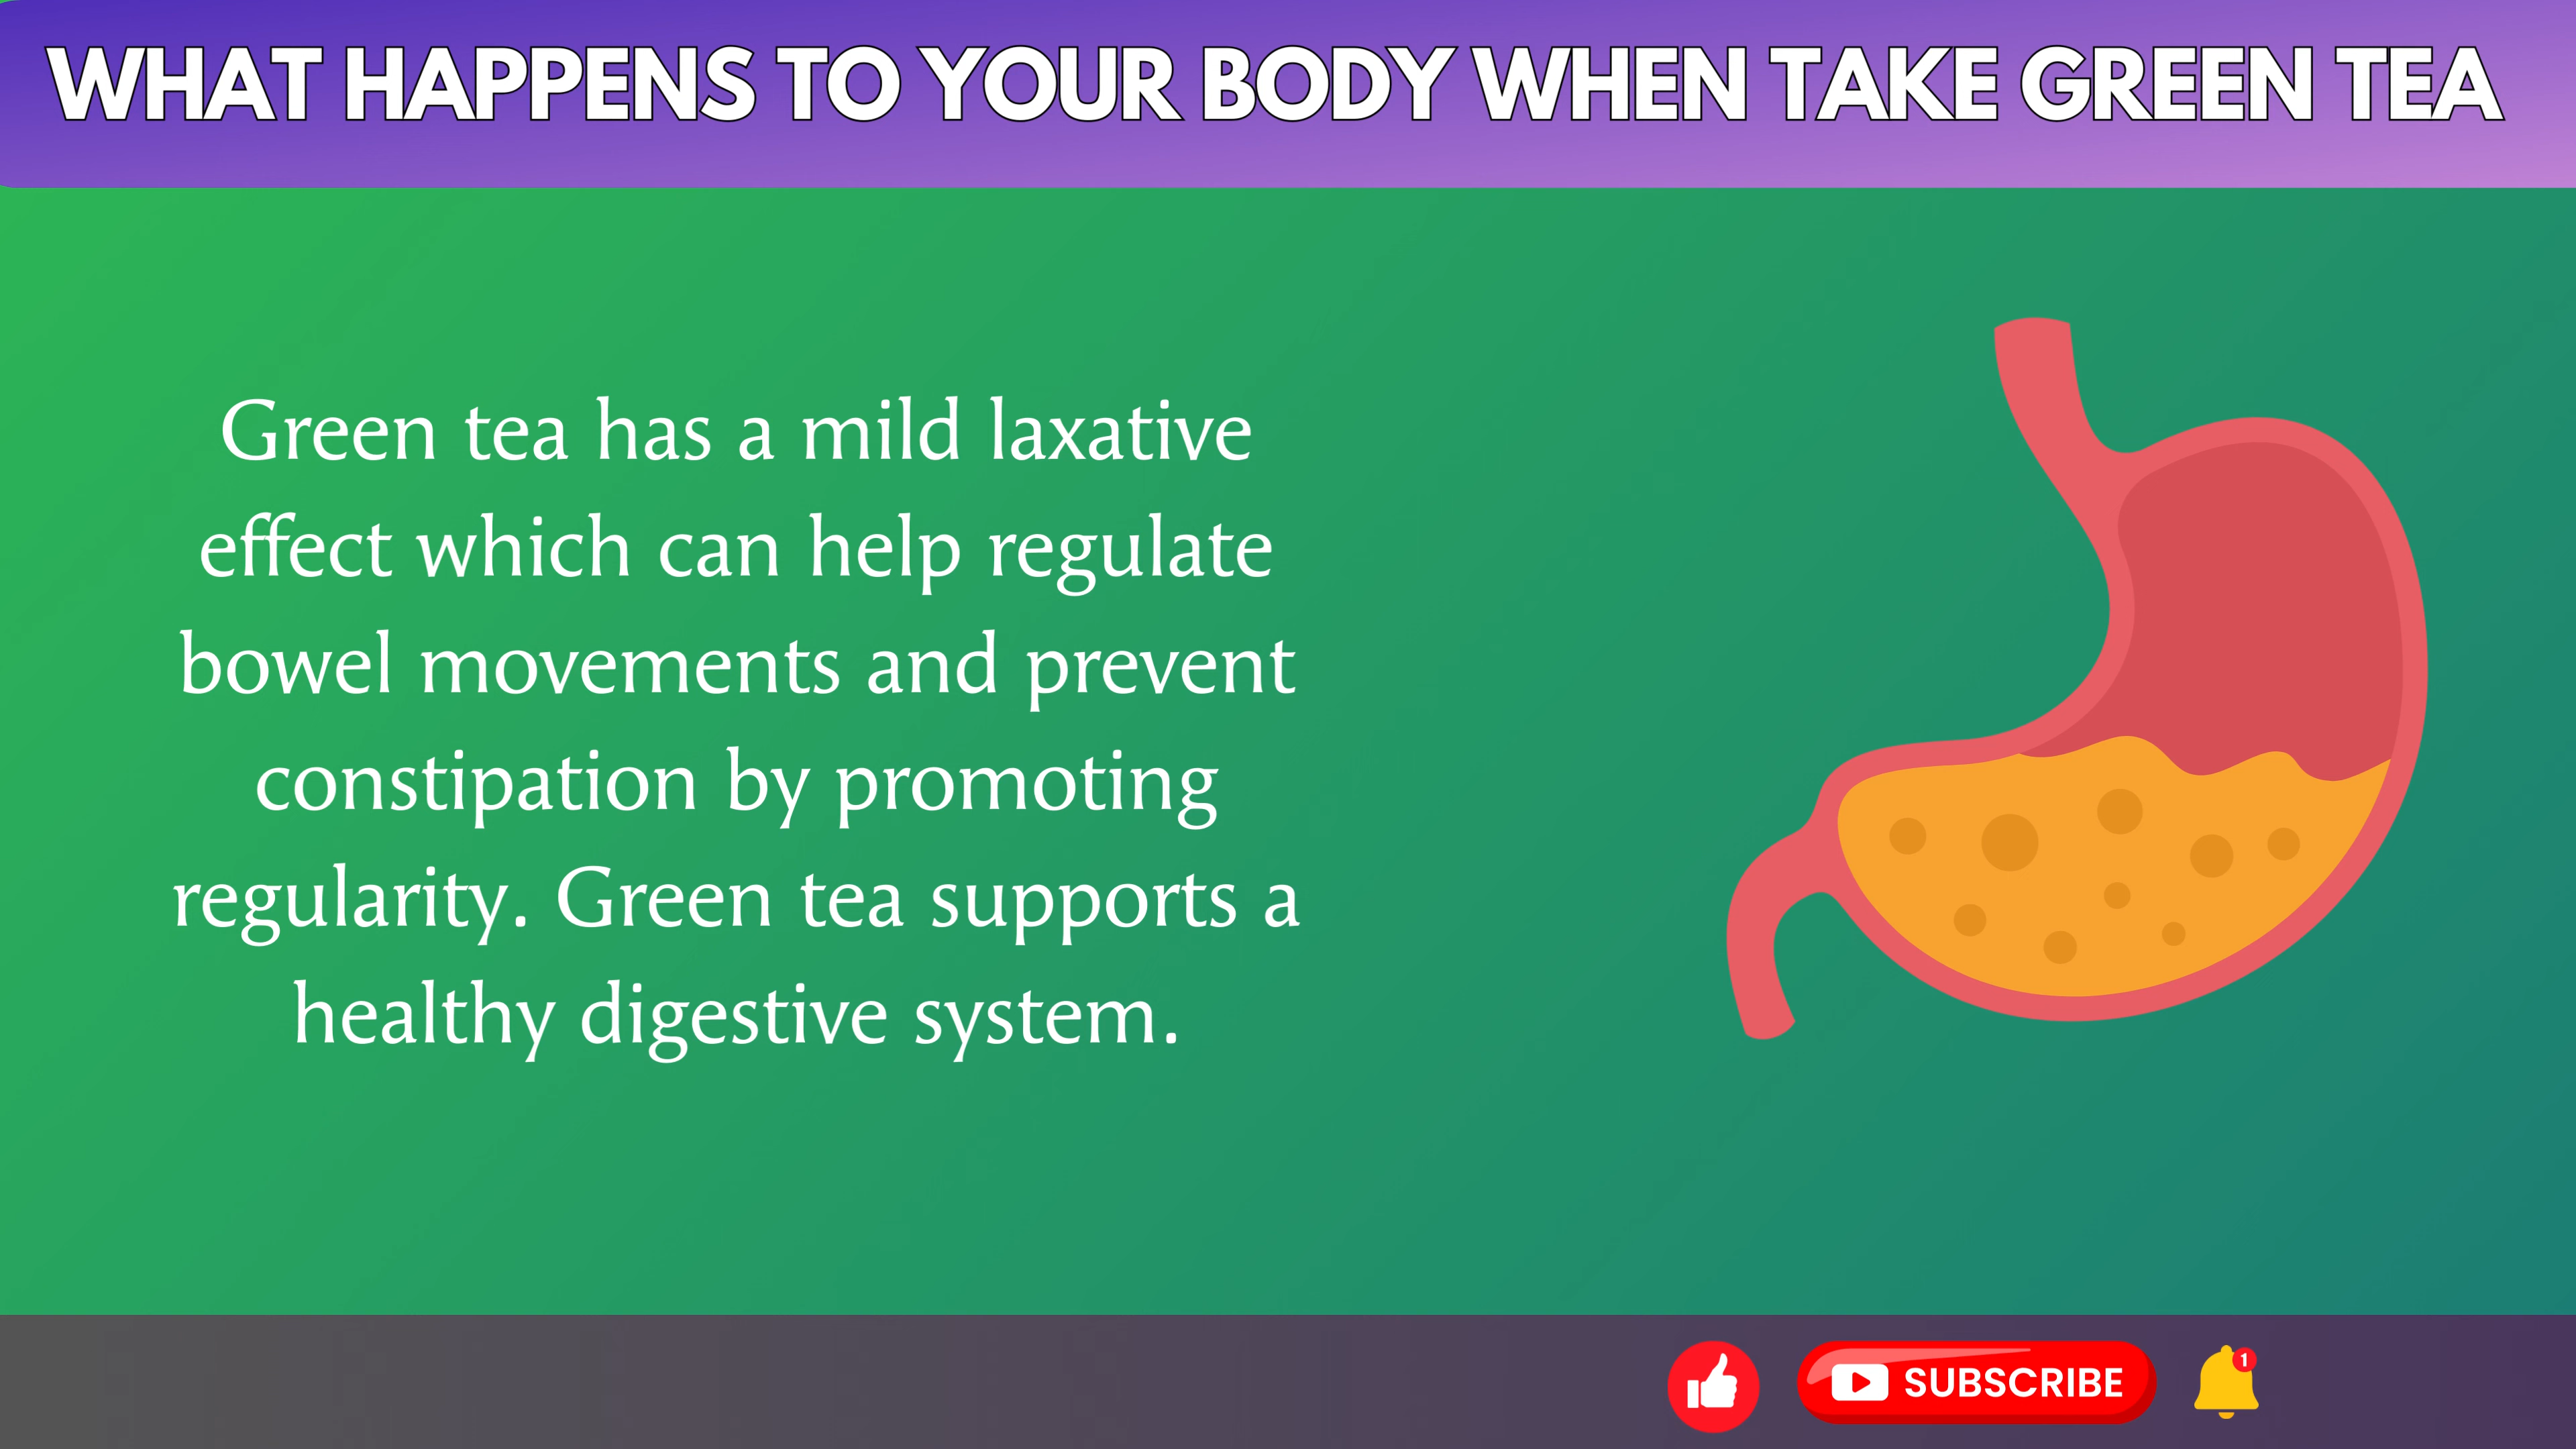 WHAT HAPPENS TO YOUR BODY WHEN TAKE GREEN TEA
Green tea has a mild laxative
effect which can help regulate
bowel movements and prevent
constipation by promoting
regularity. Green tea supports a
healthy digestive system.
SUBSCRIBE
1